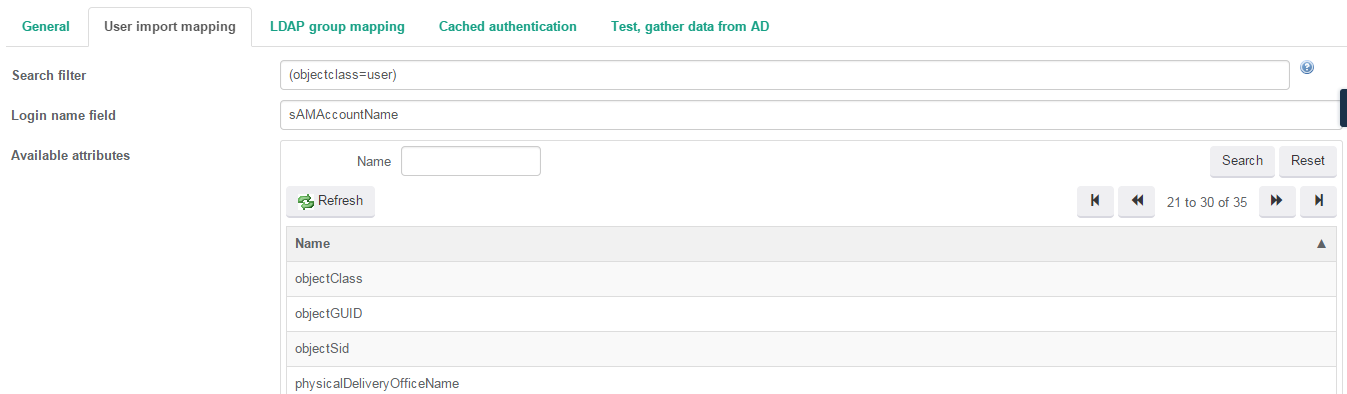 General User import mapping LDAP group mapping Cached authentication Test, gather data from AD
Search filter (objectclass=user)
Login name field sAMAccountName
Available attributes Name Search Reset
Refresh 21 to 30 of 35
Name
objectClass
objectGUID
objectSid
physicalDeliveryOfficeName